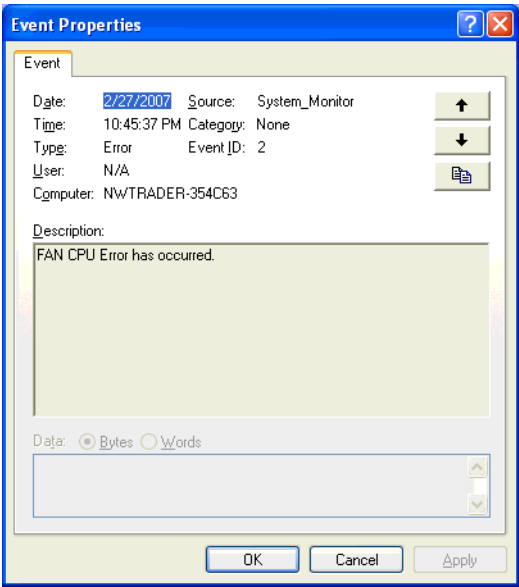 Event Properties
Event
Date: 2/27/2007 Source: System_Monitor
Time: 10:45:37 PM Category: None
Type: Error Event ID: 2
User: N/A
Computer: NWTRADER-354C63
Description:
FAN CPU Error has occurred.
Data: Bytes Words
OK Cancel Apply